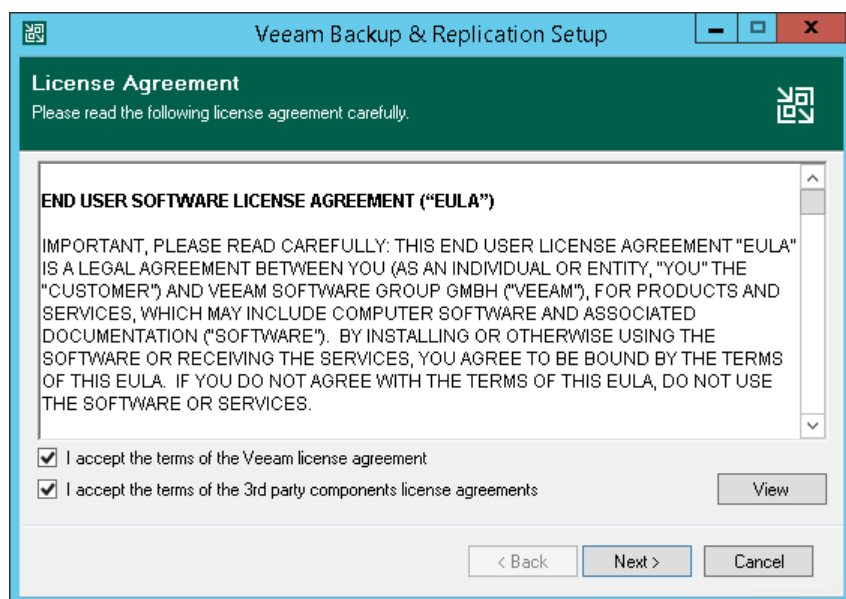 Veeam Backup & Replication Setup
License Agreement
Please read the following license agreement carefully.
END USER SOFTWARE LICENSE AGREEMENT ("EULA")
IMPORTANT, PLEASE READ CAREFULLY: THIS END USER LICENSE AGREEMENT "EULA"
IS A LEGAL AGREEMENT BETWEEN YOU (AS AN INDIVIDUAL OR ENTITY, "YOU" THE
"CUSTOMER") AND VEEAM SOFTWARE GROUP GMBH ("VEEAM"), FOR PRODUCTS AND
SERVICES, WHICH MAY INCLUDE COMPUTER SOFTWARE AND ASSOCIATED
DOCUMENTATION ("SOFTWARE").  BY INSTALLING OR OTHERWISE USING THE
SOFTWARE OR RECEIVING THE SERVICES, YOU AGREE TO BE BOUND BY THE TERMS
OF THIS EULA.  IF YOU DO NOT AGREE WITH THE TERMS OF THIS EULA, DO NOT USE
THE SOFTWARE OR SERVICES.
I accept the terms of the Veeam license agreement
I accept the terms of the 3rd party components license agreements
View
< Back
Next >
Cancel